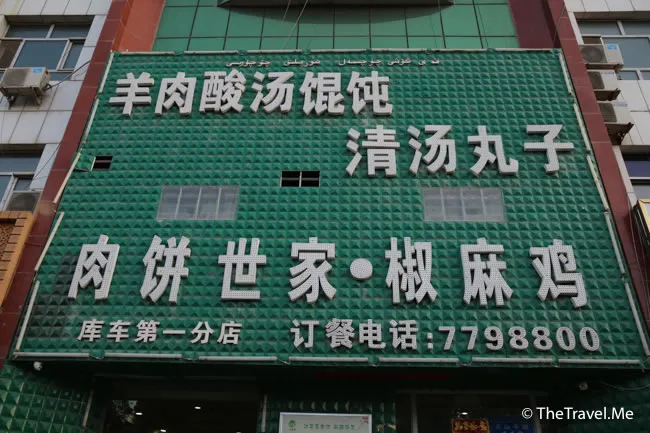 羊肉酸汤馄饨
清汤丸子
肉饼世家•椒麻鸡
库车第一分店 订餐电话:7798800
© TheTravel.Me